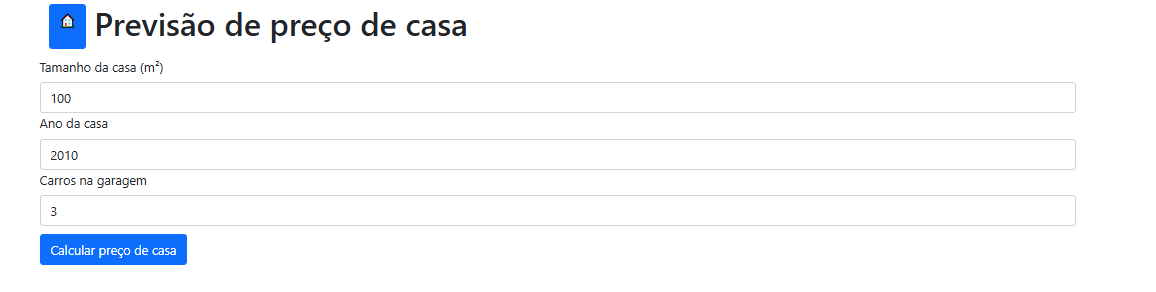 Previsão de preço de casa
Tamanho da casa (m²)
100
Ano da casa
2010
Carros na garagem
3
Calcular preço de casa